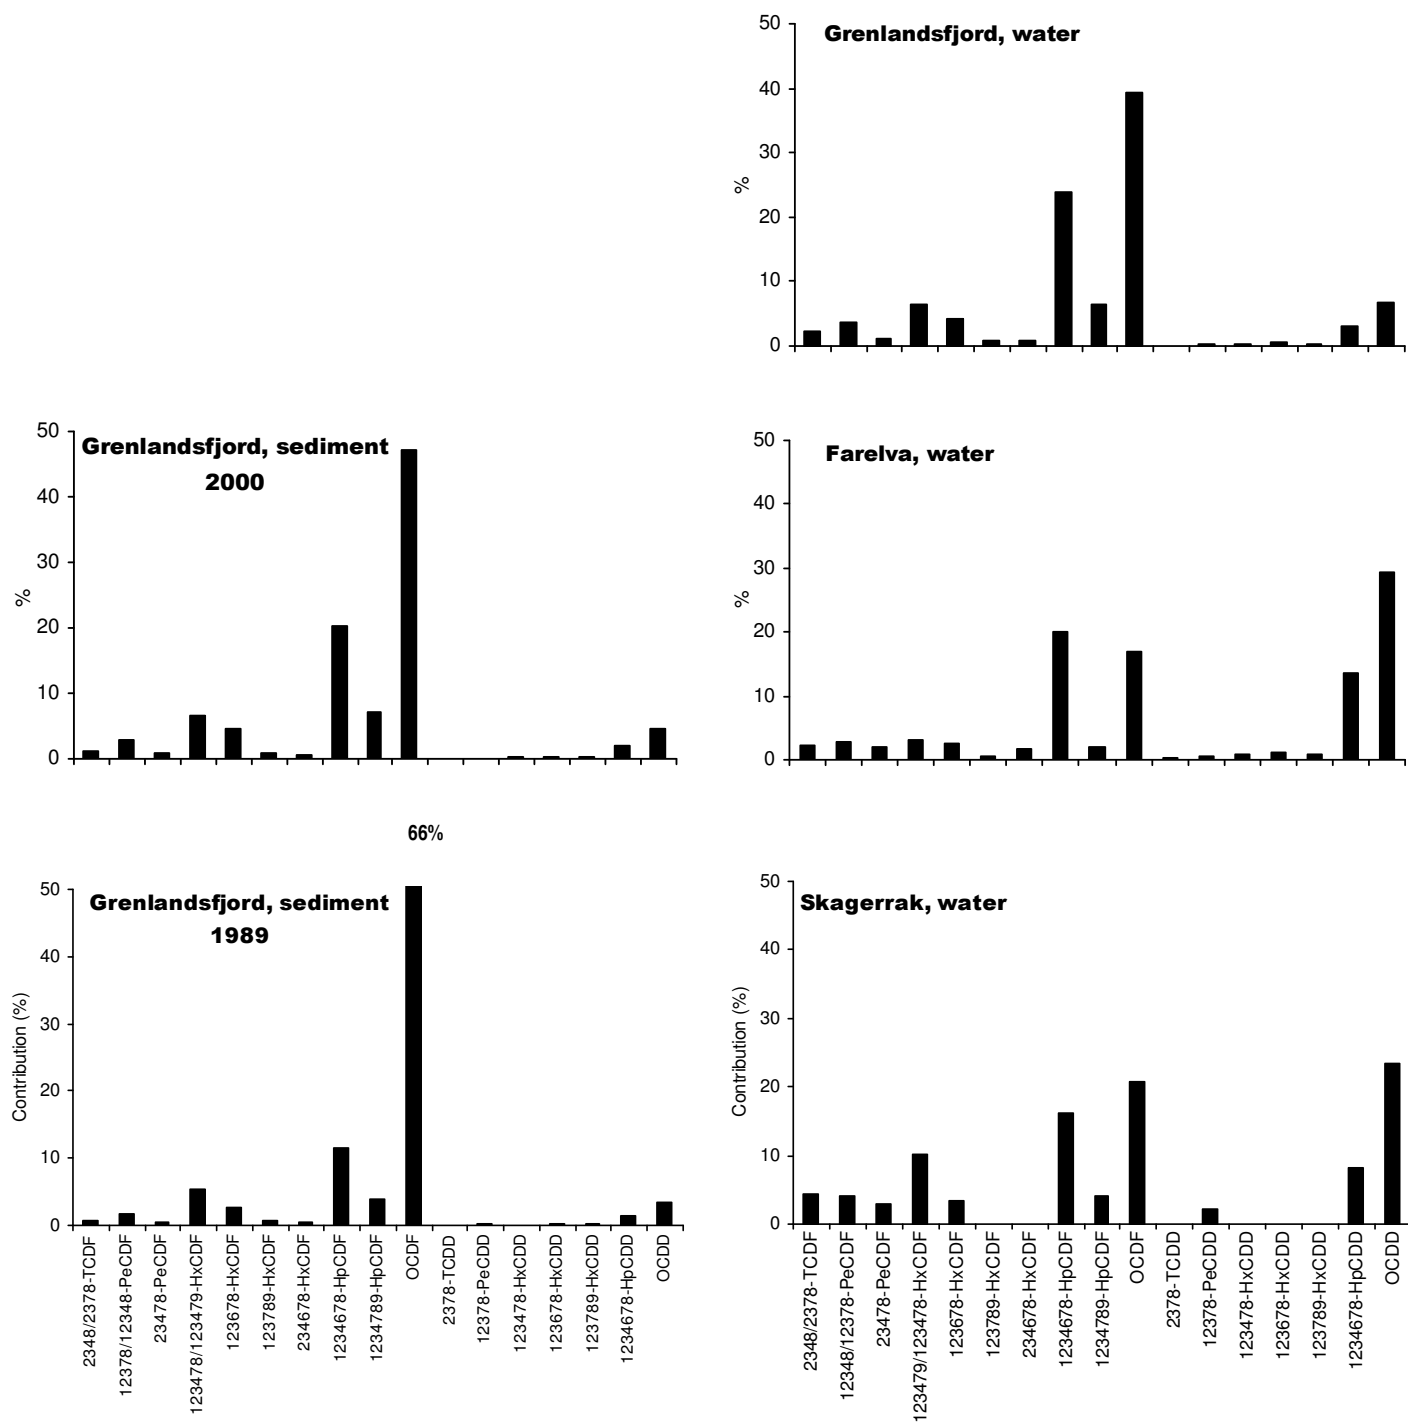 Grenlandsfjord, water
%
50
40
30
20
10
0
Grenlandsfjord, sediment
2000
%
50
40
30
20
10
0
Farelva, water
%
50
40
30
20
10
0
66%
Grenlandsfjord, sediment
1989
Contribution (%)
50
40
30
20
10
0
2348/2378-TCDF
12378/12348-PeCDF
23478-PeCDF
123478/123479-HxCDF
123678-HxCDF
123789-HxCDF
234678-HxCDF
1234678-HpCDF
1234789-HpCDF
OCDF
2378-TCDD
12378-PeCDD
123478-HxCDD
123678-HxCDD
123789-HxCDD
1234678-HpCDD
OCDD
Skagerrak, water
Contribution (%)
50
40
30
20
10
0
2348/2378-TCDF
12348/12378-PeCDF
23478-PeCDF
123479/123478-HxCDF
123678-HxCDF
123789-HxCDF
234678-HxCDF
1234678-HpCDF
1234789-HpCDF
OCDF
2378-TCDD
12378-PeCDD
123478-HxCDD
123678-HxCDD
123789-HxCDD
1234678-HpCDD
OCDD